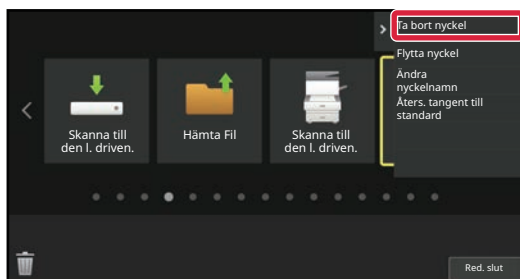 Ta bort nyckel
Flytta nyckel
Ändra
nyckelnamn
Åters. tangent till
standard
Skanna till
den l. driven.
Hämta Fil
Skanna till
den l. driven.
Red. slut